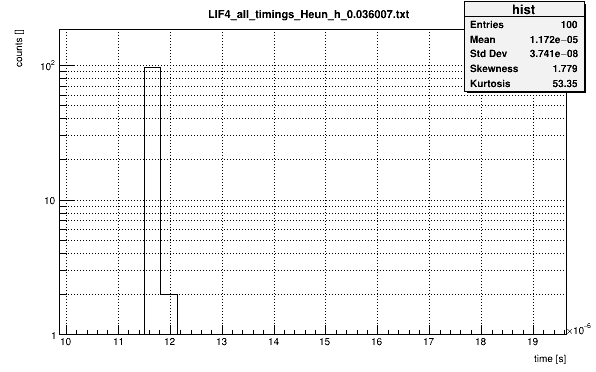 LIF4_all_timings_Heun_h_0.036007.txt
hist
Entries 100
Mean 1.172e−05
Std Dev 3.741e−08
Skewness 1.779
Kurtosis 53.35
counts []
10²
10
1
10 11 12 13 14 15 16 17 18 19
×10⁻⁶
time [s]